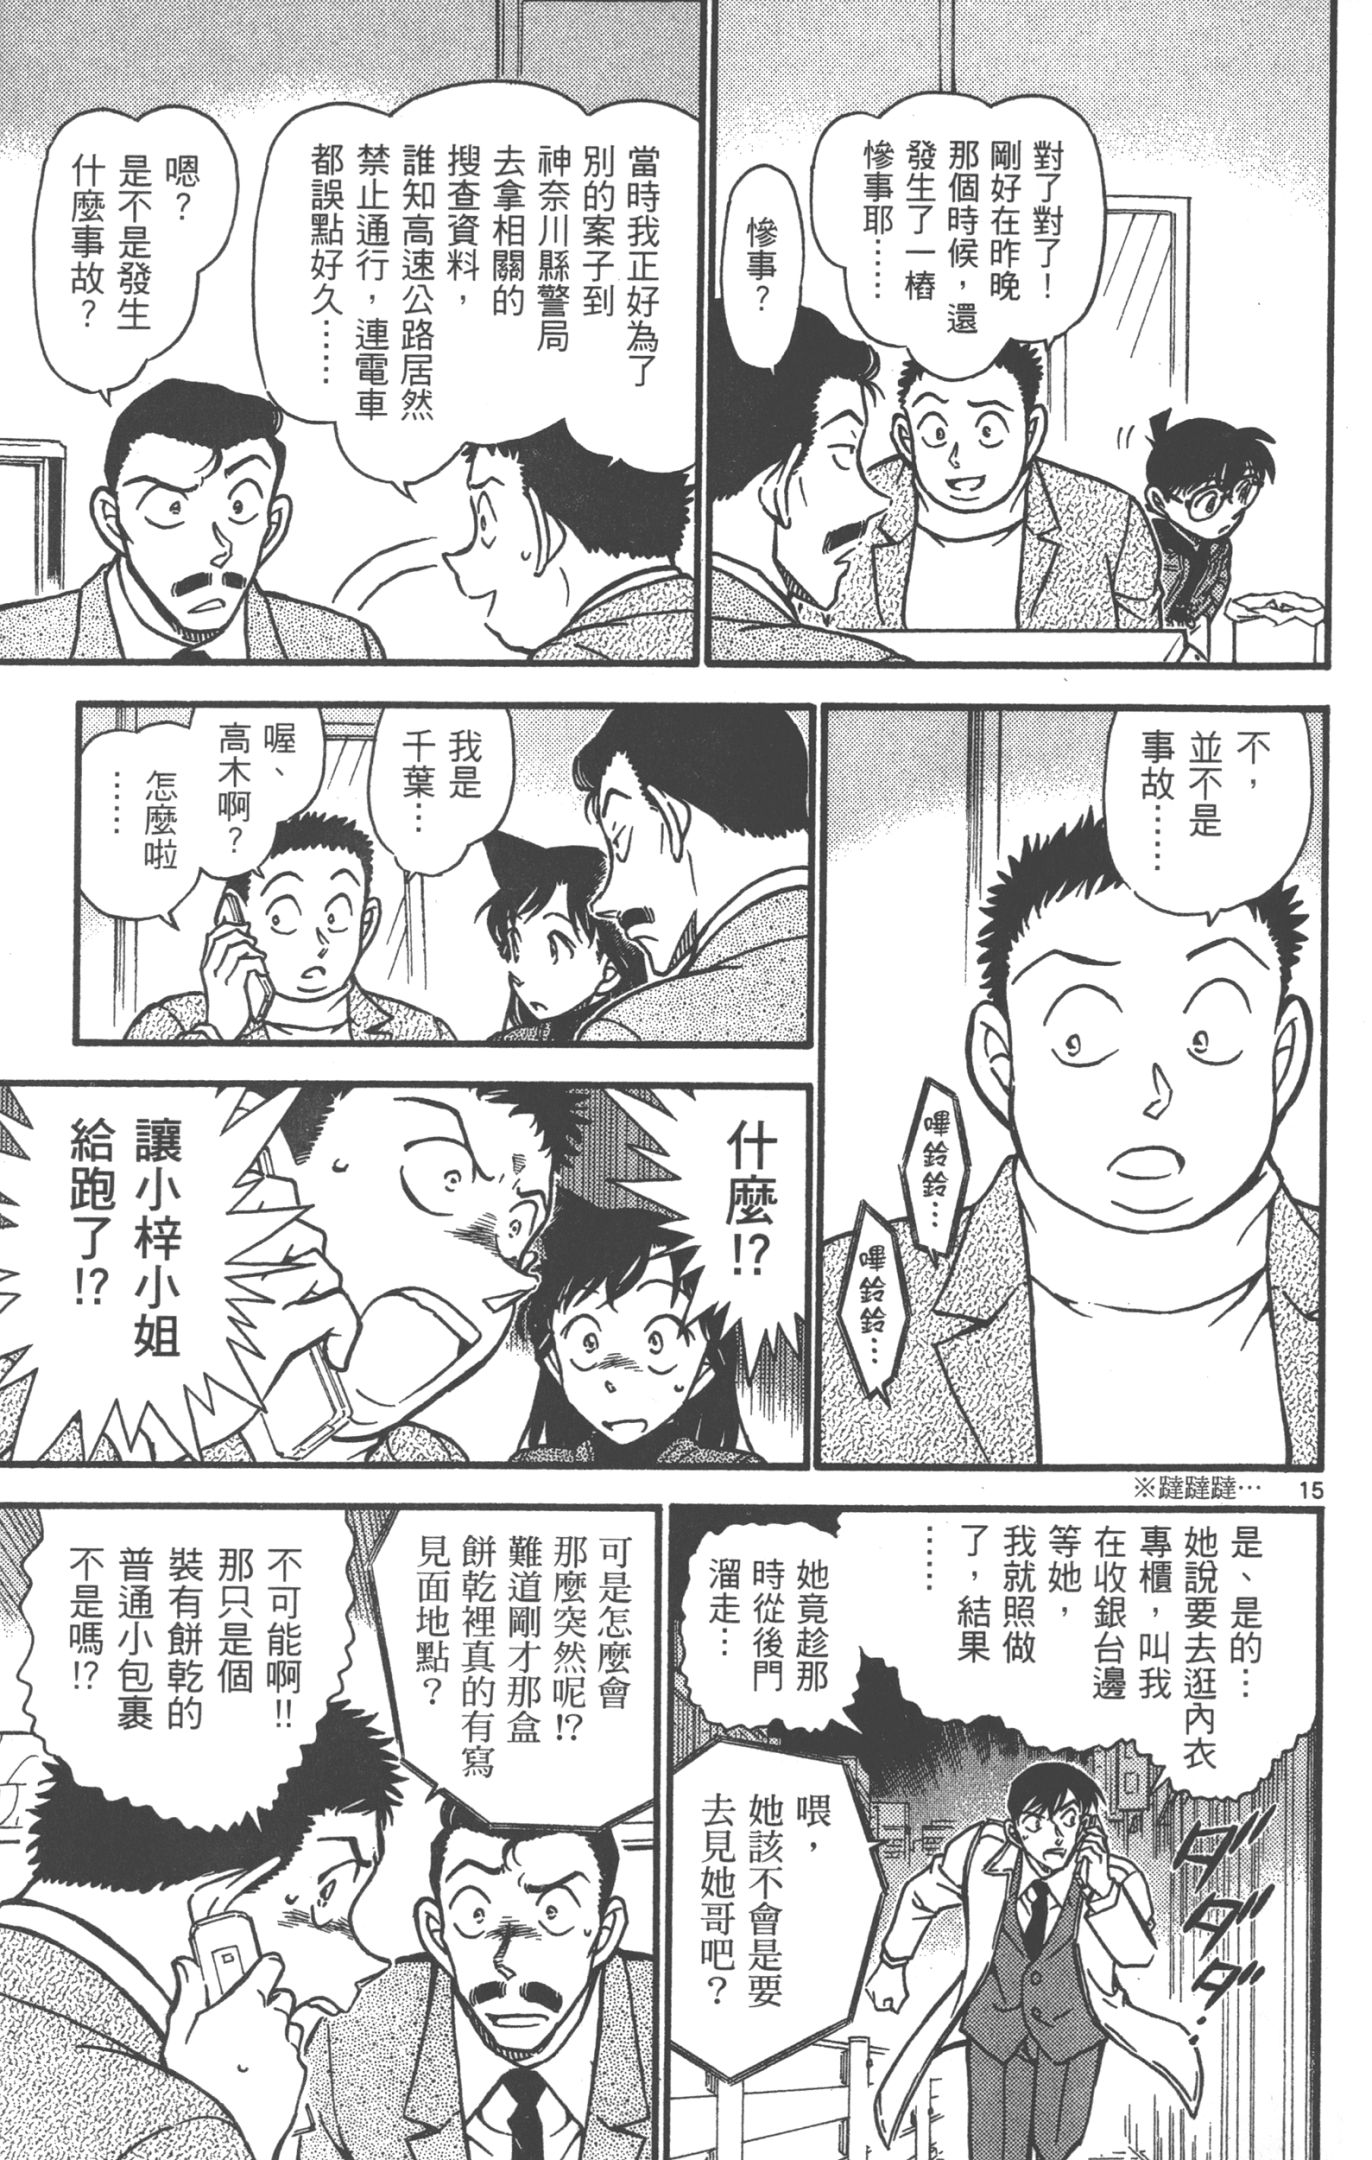 對了對了!
剛好在昨晚
那個時候,還
發生了一樁
慘事耶……
慘事?
當時我正好為了
別的案子到
神奈川縣警局
去拿相關的
搜查資料,
誰知高速公路居然
禁止通行,連電車
都誤點好久……
嗯?
是不是發生
什麼事故?
不,
並不是
事故……
嗶鈴鈴…
嗶鈴鈴…
我是
千葉…
喔、
高木啊?
怎麼啦
……
什麼!?
讓小梓小姐
給跑了!?
※躂躂躂…
15
是、是的…
她說要去逛內衣
專櫃,叫我
在收銀台邊
等她,
我就照做
了,結果
……
她竟趁那
時從後門
溜走…
ダダダ…
喂,
她該不會是要
去見她哥吧?
可是怎麼會
那麼突然呢!?
難道剛才那盒
餅乾裡真的有寫
見面地點?
不可能啊!!
那只是個
裝有餅乾的
普通小包裹
不是嗎!?